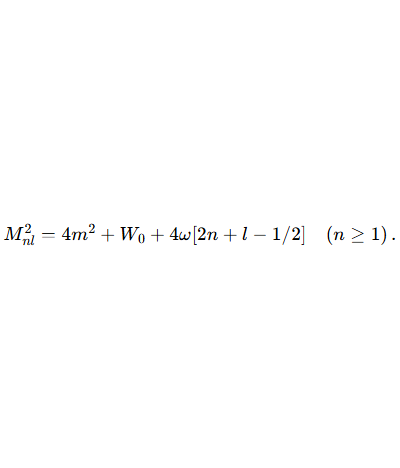 $M_{nl}^2 = 4m^2 + W_0 + 4\omega[2n + l - 1/2] \quad (n \geq 1)\,.$